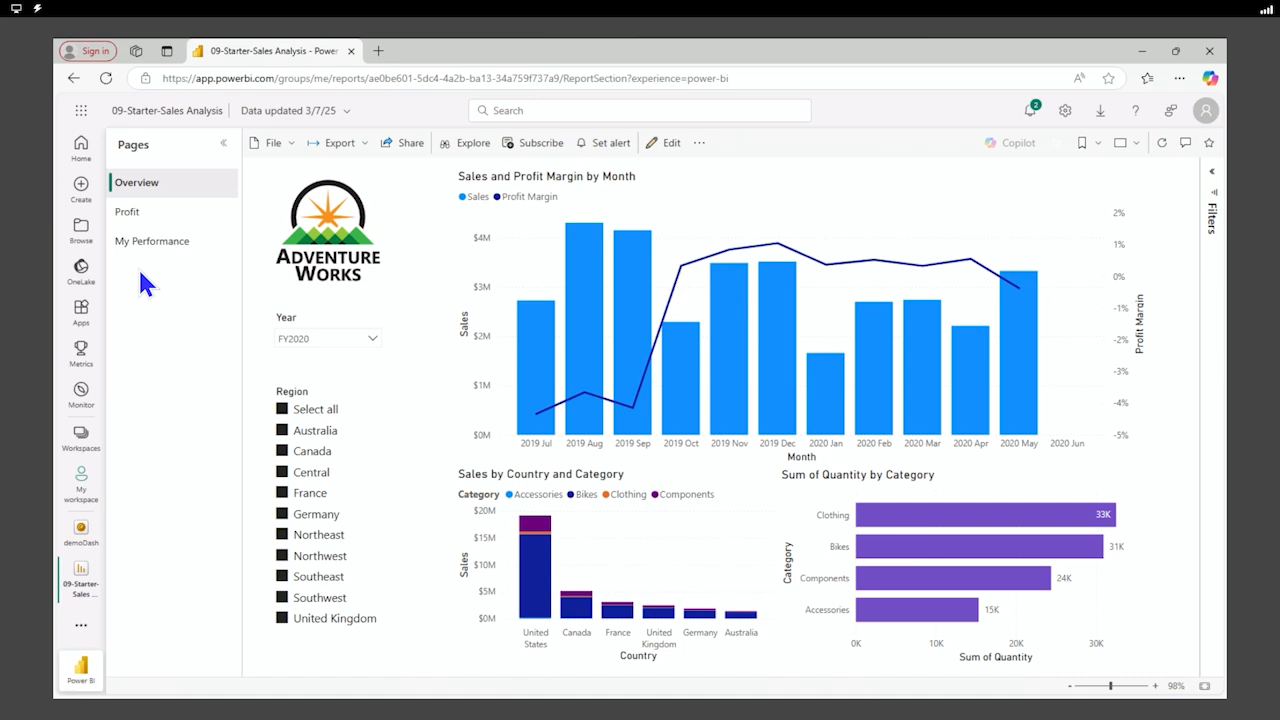 Sign in
09-Starter-Sales Analysis - Power
https://app.powerbi.com/groups/me/reports/ae0be601-5dc4-4a2b-ba13-34a759f737a9/ReportSection?experience=power-bi
09-Starter-Sales Analysis
Data updated 3/7/25
Search
2
Home
Create
Browse
OneLake
Apps
Metrics
Monitor
Workspaces
My
workspace
demoDash
09-Starter-
Sales ...
Power BI
Pages
Overview
Profit
My Performance
File
Export
Share
Explore
Subscribe
Set alert
Edit
Copilot
ADVENTURE
WORKS
Year
FY2020
Region
Select all
Australia
Canada
Central
France
Germany
Northeast
Northwest
Southeast
Southwest
United Kingdom
Sales and Profit Margin by Month
Sales
Profit Margin
$4M
$3M
$2M
$1M
$0M
Sales
2%
1%
0%
-1%
-2%
-3%
-4%
-5%
Profit Margin
2019 Jul
2019 Aug
2019 Sep
2019 Oct
2019 Nov
2019 Dec
2020 Jan
2020 Feb
2020 Mar
2020 Apr
2020 May
2020 Jun
Month
Sales by Country and Category
Category
Accessories
Bikes
Clothing
Components
$20M
$15M
$10M
$5M
$0M
Sales
United
States
Canada
France
United
Kingdom
Germany
Australia
Country
Sum of Quantity by Category
Category
Clothing
33K
Bikes
31K
Components
24K
Accessories
15K
0K
10K
20K
30K
Sum of Quantity
Filters
98%